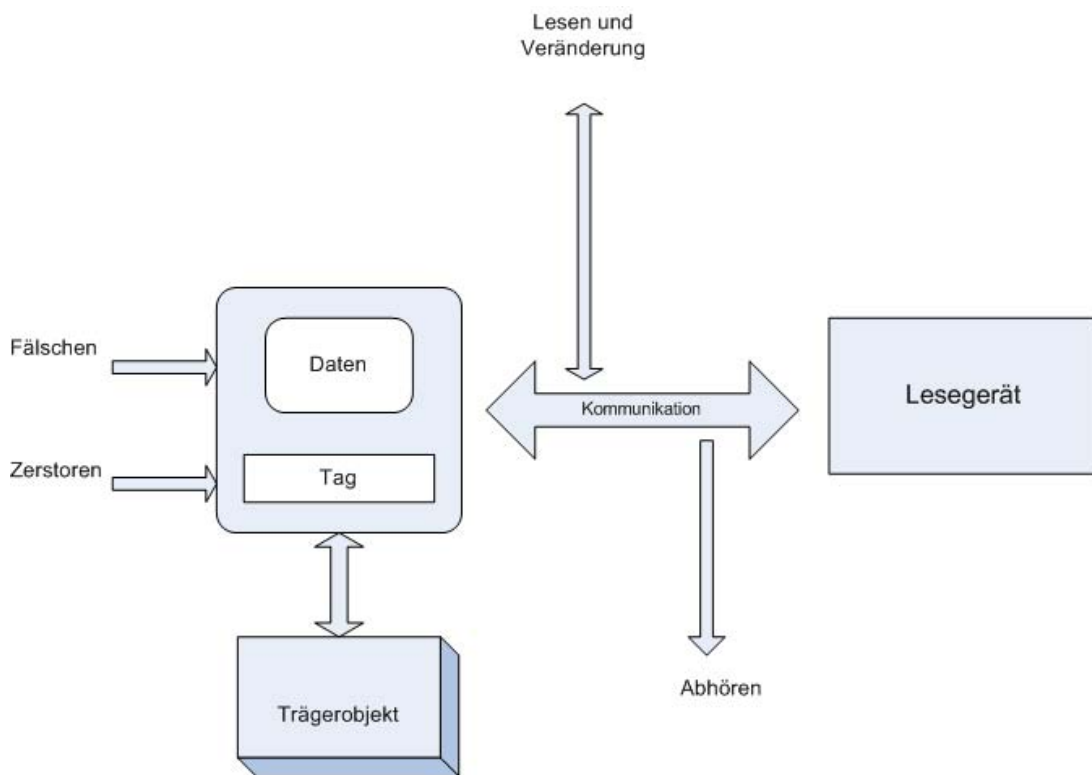 Lesen und
Veränderung
Fälschen
Daten
Kommunikation
Lesegerät
Zerstoren
Tag
Abhören
Trägerobjekt